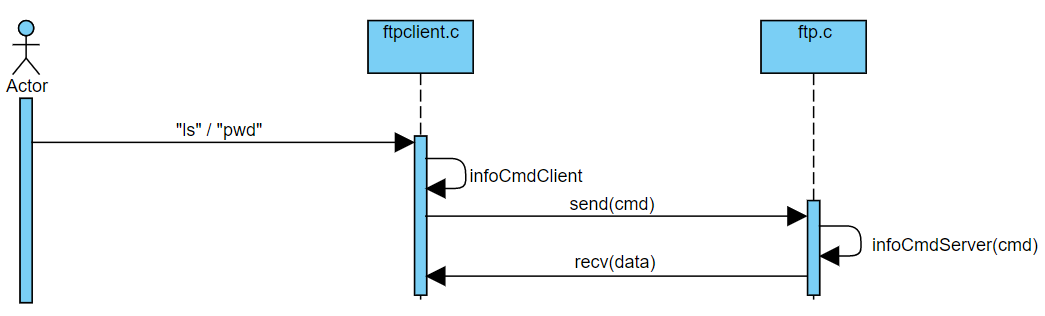 ftpclient.c
ftp.c
Actor
"ls" / "pwd"
infoCmdClient
send(cmd)
infoCmdServer(cmd)
recv(data)